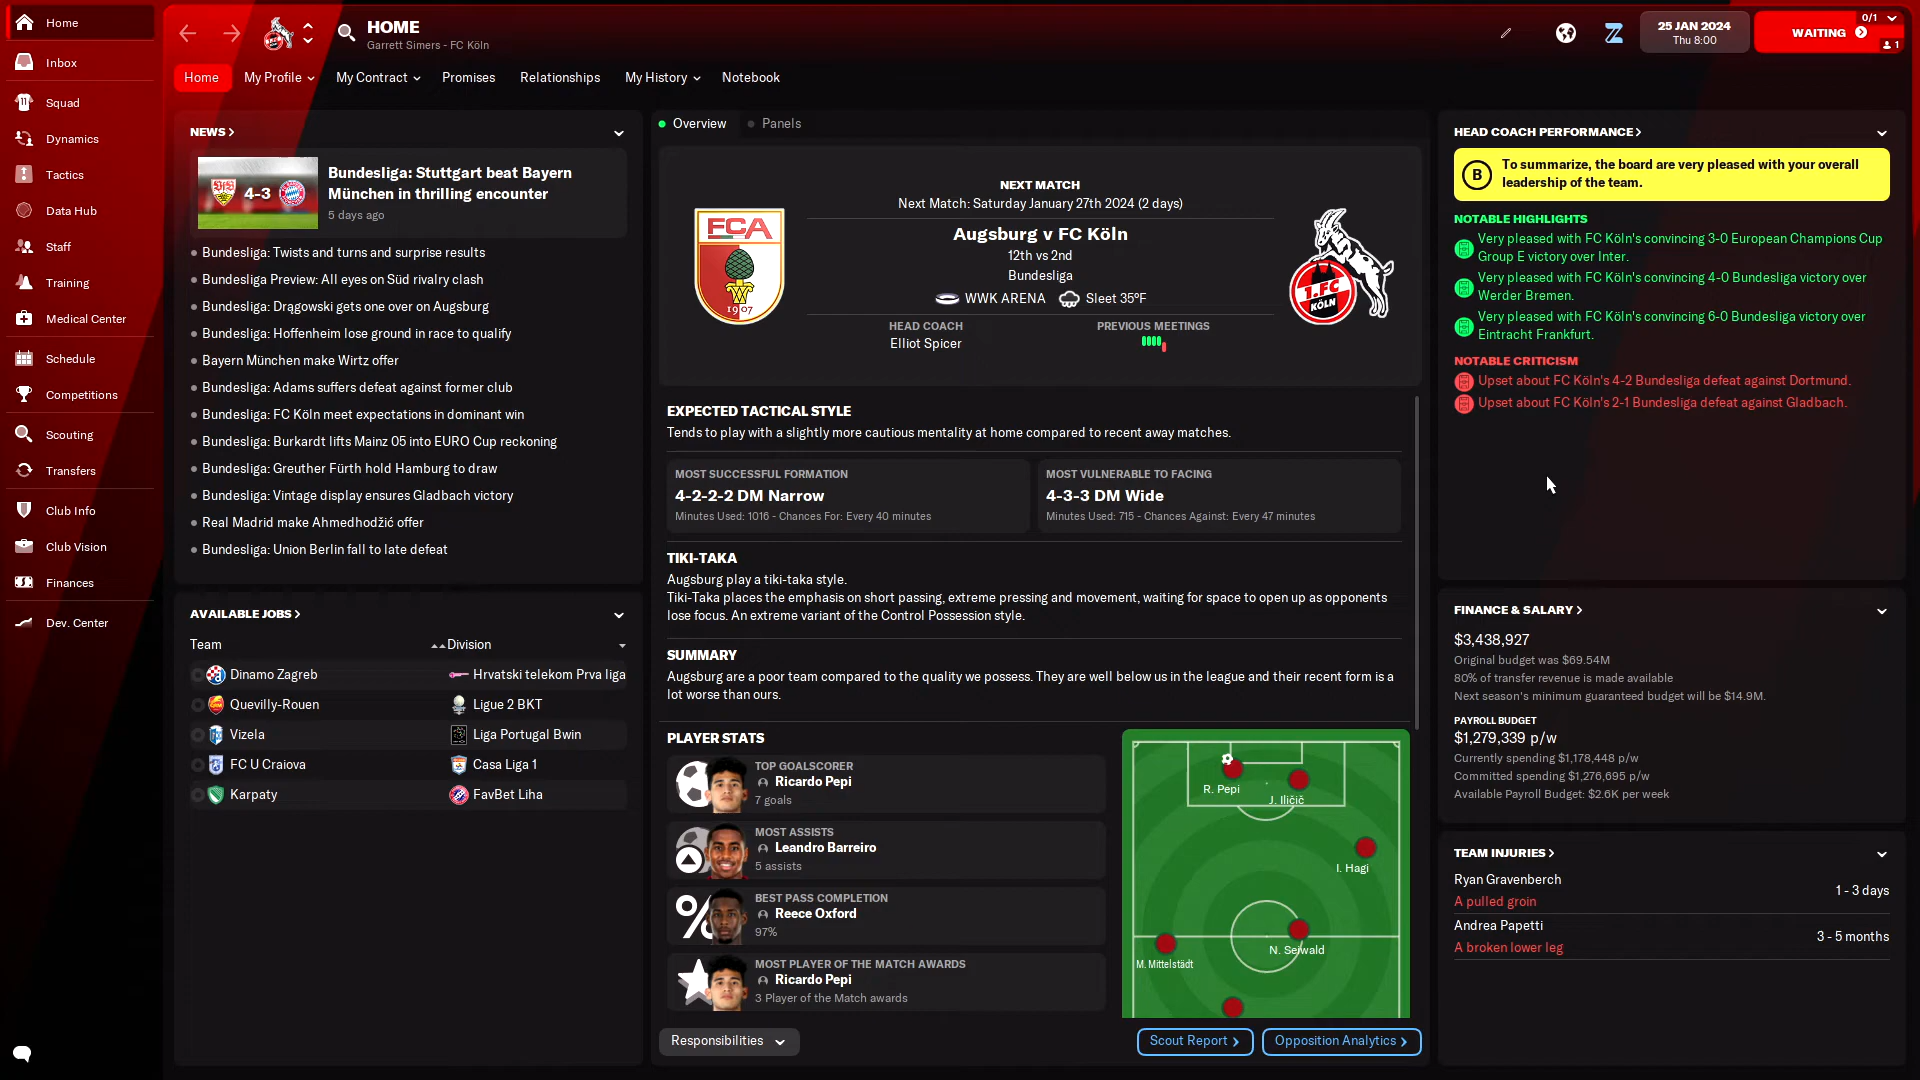 Home
Inbox
Squad
Dynamics
Tactics
Data Hub
Staff
Training
Medical Center
Schedule
Competitions
Scouting
Transfers
Club Info
Club Vision
Finances
Dev. Center
HOME
Garrett Simers - FC Köln
25 JAN 2024
Thu 8:00
WAITING
0/1
1
Home
My Profile
My Contract
Promises
Relationships
My History
Notebook
NEWS
4-3
Bundesliga: Stuttgart beat Bayern
München in thrilling encounter
5 days ago
Bundesliga: Twists and turns and surprise results
Bundesliga Preview: All eyes on Süd rivalry clash
Bundesliga: Drągowski gets one over on Augsburg
Bundesliga: Hoffenheim lose ground in race to qualify
Bayern München make Wirtz offer
Bundesliga: Adams suffers defeat against former club
Bundesliga: FC Köln meet expectations in dominant win
Bundesliga: Burkardt lifts Mainz 05 into EURO Cup reckoning
Bundesliga: Greuther Fürth hold Hamburg to draw
Bundesliga: Vintage display ensures Gladbach victory
Real Madrid make Ahmedhodžić offer
Bundesliga: Union Berlin fall to late defeat
AVAILABLE JOBS
Team Division
Dinamo Zagreb Hrvatski telekom Prva liga
Quevilly-Rouen Ligue 2 BKT
Vizela Liga Portugal Bwin
FC U Craiova Casa Liga 1
Karpaty FavBet Liha
Overview
Panels
FCA
1907
NEXT MATCH
Next Match: Saturday January 27th 2024 (2 days)
Augsburg v FC Köln
12th vs 2nd
Bundesliga
WWK ARENA Sleet 35°F
HEAD COACH
Elliot Spicer
PREVIOUS MEETINGS
1.FC
KÖLN
EXPECTED TACTICAL STYLE
Tends to play with a slightly more cautious mentality at home compared to recent away matches.
MOST SUCCESSFUL FORMATION
4-2-2-2 DM Narrow
Minutes Used: 1016 - Chances For: Every 40 minutes
MOST VULNERABLE TO FACING
4-3-3 DM Wide
Minutes Used: 715 - Chances Against: Every 47 minutes
TIKI-TAKA
Augsburg play a tiki-taka style.
Tiki-Taka places the emphasis on short passing, extreme pressing and movement, waiting for space to open up as opponents
lose focus. An extreme variant of the Control Possession style.
SUMMARY
Augsburg are a poor team compared to the quality we possess. They are well below us in the league and their recent form is a
lot worse than ours.
PLAYER STATS
TOP GOALSCORER
Ricardo Pepi
7 goals
MOST ASSISTS
Leandro Barreiro
5 assists
BEST PASS COMPLETION
Reece Oxford
97%
MOST PLAYER OF THE MATCH AWARDS
Ricardo Pepi
3 Player of the Match awards
R. Pepi
J. Iličić
I. Hagi
N. Seiwald
M. Mittelstädt
Responsibilities
Scout Report
Opposition Analytics
HEAD COACH PERFORMANCE
B
To summarize, the board are very pleased with your overall
leadership of the team.
NOTABLE HIGHLIGHTS
Very pleased with FC Köln's convincing 3-0 European Champions Cup
Group E victory over Inter.
Very pleased with FC Köln's convincing 4-0 Bundesliga victory over
Werder Bremen.
Very pleased with FC Köln's convincing 6-0 Bundesliga victory over
Eintracht Frankfurt.
NOTABLE CRITICISM
Upset about FC Köln's 4-2 Bundesliga defeat against Dortmund.
Upset about FC Köln's 2-1 Bundesliga defeat against Gladbach.
FINANCE & SALARY
$3,438,927
Original budget was $69.54M
80% of transfer revenue is made available
Next season's minimum guaranteed budget will be $14.9M.
PAYROLL BUDGET
$1,279,339 p/w
Currently spending $1,178,448 p/w
Committed spending $1,276,695 p/w
Available Payroll Budget: $2.6K per week
TEAM INJURIES
Ryan Gravenberch
A pulled groin
1 - 3 days
Andrea Papetti
A broken lower leg
3 - 5 months